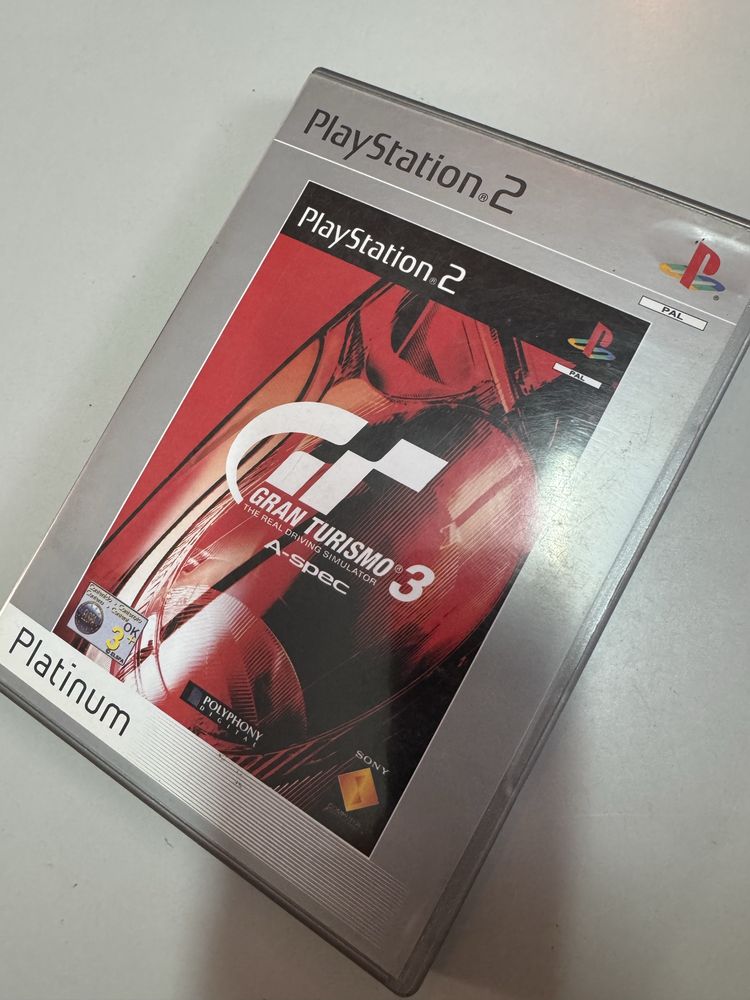 PlayStation®2
PAL
PlayStation®2
PAL
GRAN TURISMO® 3
THE REAL DRIVING SIMULATOR
A-spec
OK
3+
POLYPHONY
DIGITAL
SONY
Platinum